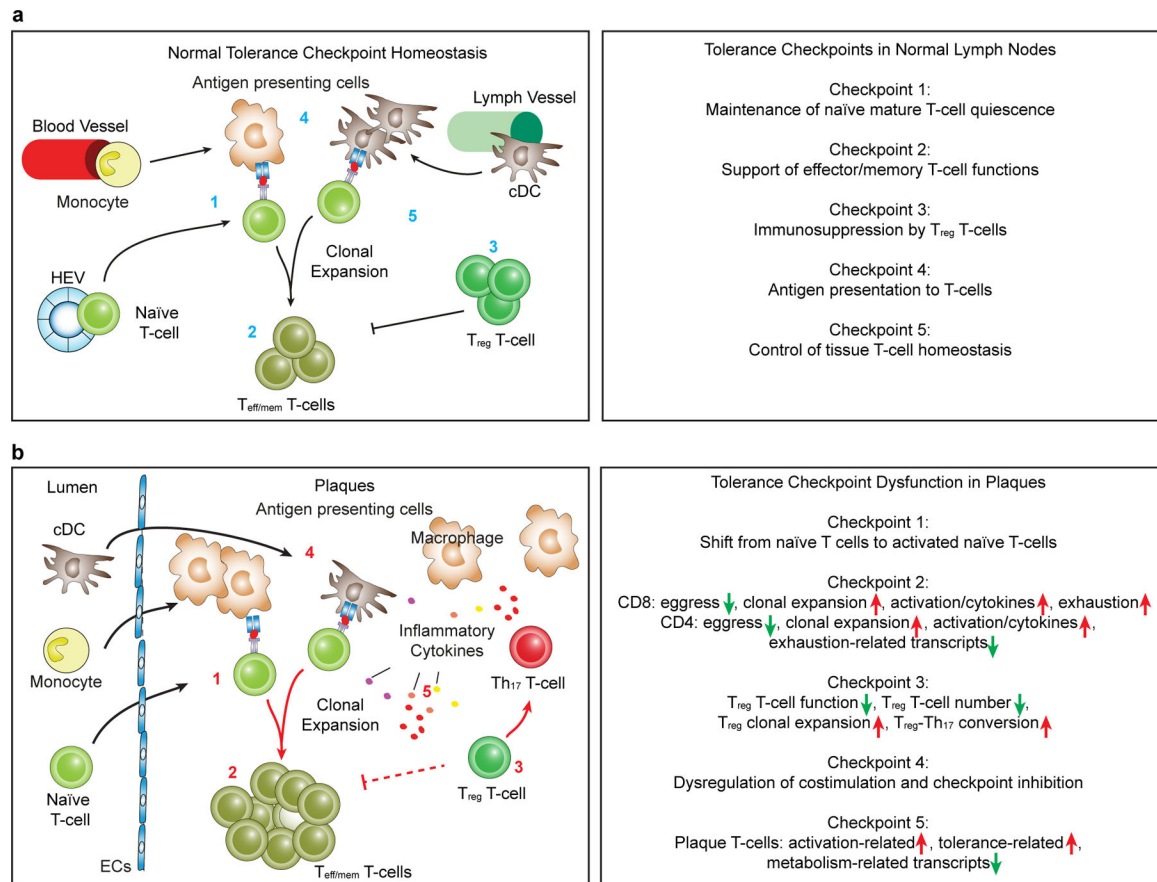 a
Normal Tolerance Checkpoint Homeostasis
Antigen presenting cells
4
Lymph Vessel
Blood Vessel
Monocyte
cDC
1
5
3
Clonal
Expansion
HEV
Naïve
T-cell
2
Treg T-cell
Teff/mem T-cells
Tolerance Checkpoints in Normal Lymph Nodes
Checkpoint 1:
Maintenance of naïve mature T-cell quiescence
Checkpoint 2:
Support of effector/memory T-cell functions
Checkpoint 3:
Immunosuppression by Treg T-cells
Checkpoint 4:
Antigen presentation to T-cells
Checkpoint 5:
Control of tissue T-cell homeostasis
b
Lumen
Plaques
Antigen presenting cells
cDC
Macrophage
4
Inflammatory
Cytokines
Monocyte
1
Th17 T-cell
5
Clonal
Expansion
2
3
Naïve
T-cell
Treg T-cell
ECs
Teff/mem T-cells
Tolerance Checkpoint Dysfunction in Plaques
Checkpoint 1:
Shift from naïve T cells to activated naïve T-cells
Checkpoint 2:
CD8: eggress↓, clonal expansion↑, activation/cytokines↑, exhaustion↑
CD4: eggress↓, clonal expansion↑, activation/cytokines↑,
exhaustion-related transcripts↓
Checkpoint 3:
Treg T-cell function↓, Treg T-cell number↓,
Treg clonal expansion↑, Treg-Th17 conversion↑
Checkpoint 4:
Dysregulation of costimulation and checkpoint inhibition
Checkpoint 5:
Plaque T-cells: activation-related↑, tolerance-related↑,
metabolism-related transcripts↓